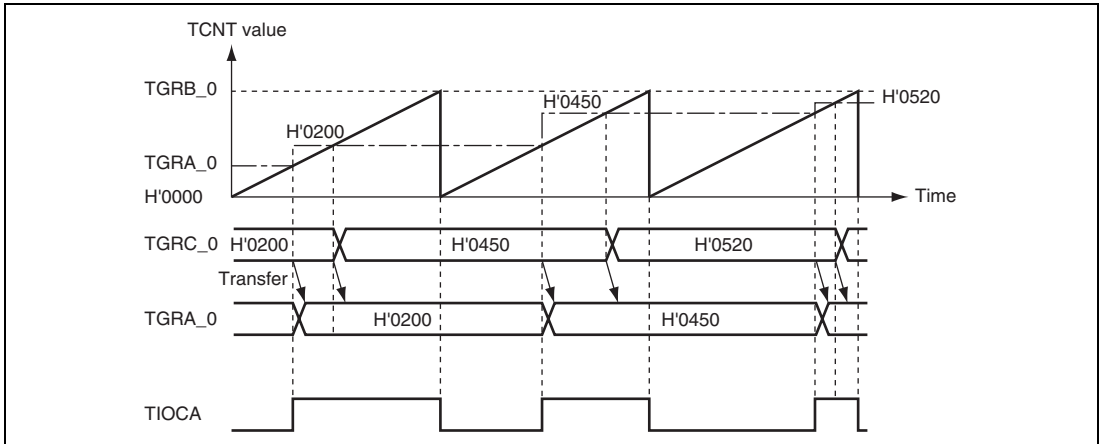 TCNT value
TGRB_0
H'0520
H'0450
H'0200
TGRA_0
H'0000
Time
TGRC_0 H'0200 H'0450 H'0520
Transfer
TGRA_0 H'0200 H'0450
TIOCA